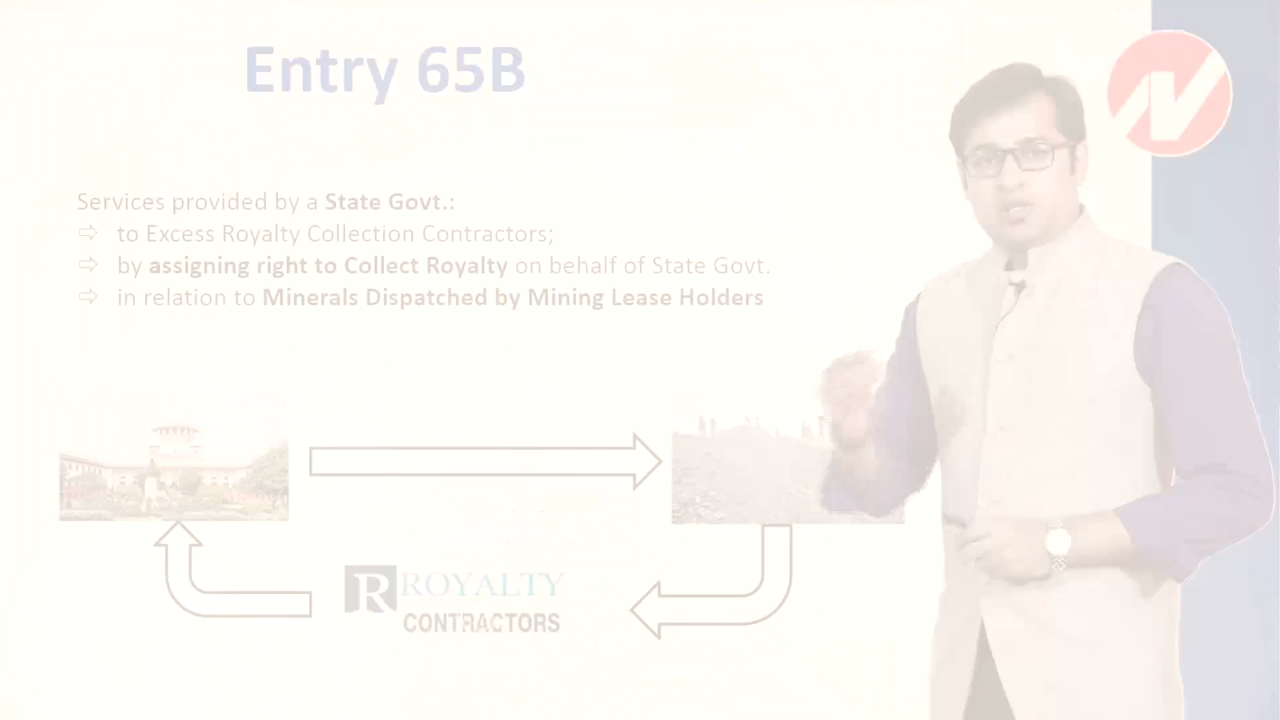 Entry 65B
Services provided by a State Govt.:
⇨ to Excess Royalty Collection Contractors;
⇨ by assigning right to Collect Royalty on behalf of State Govt.
⇨ in relation to Minerals Dispatched by Mining Lease Holders
R ROYALTY
CONTRACTORS